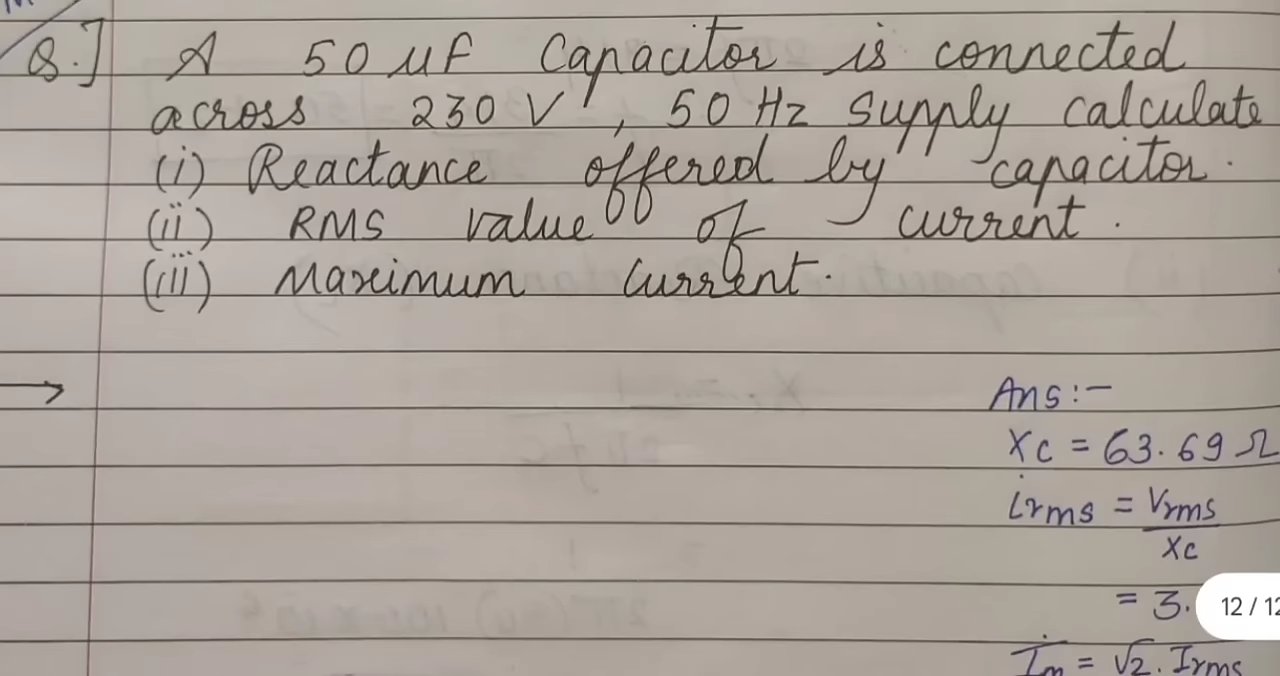 Q.] A 50 μF Capacitor is connected
across 230 V, 50 Hz supply calculate
(i) Reactance offered by capacitor.
(ii) RMS value of current.
(iii) Maximum current.
→
Ans :-
Xc = 63.69 Ω
irms = Vrms
Xc
= 3.
12 / 12
Im = √2. Irms